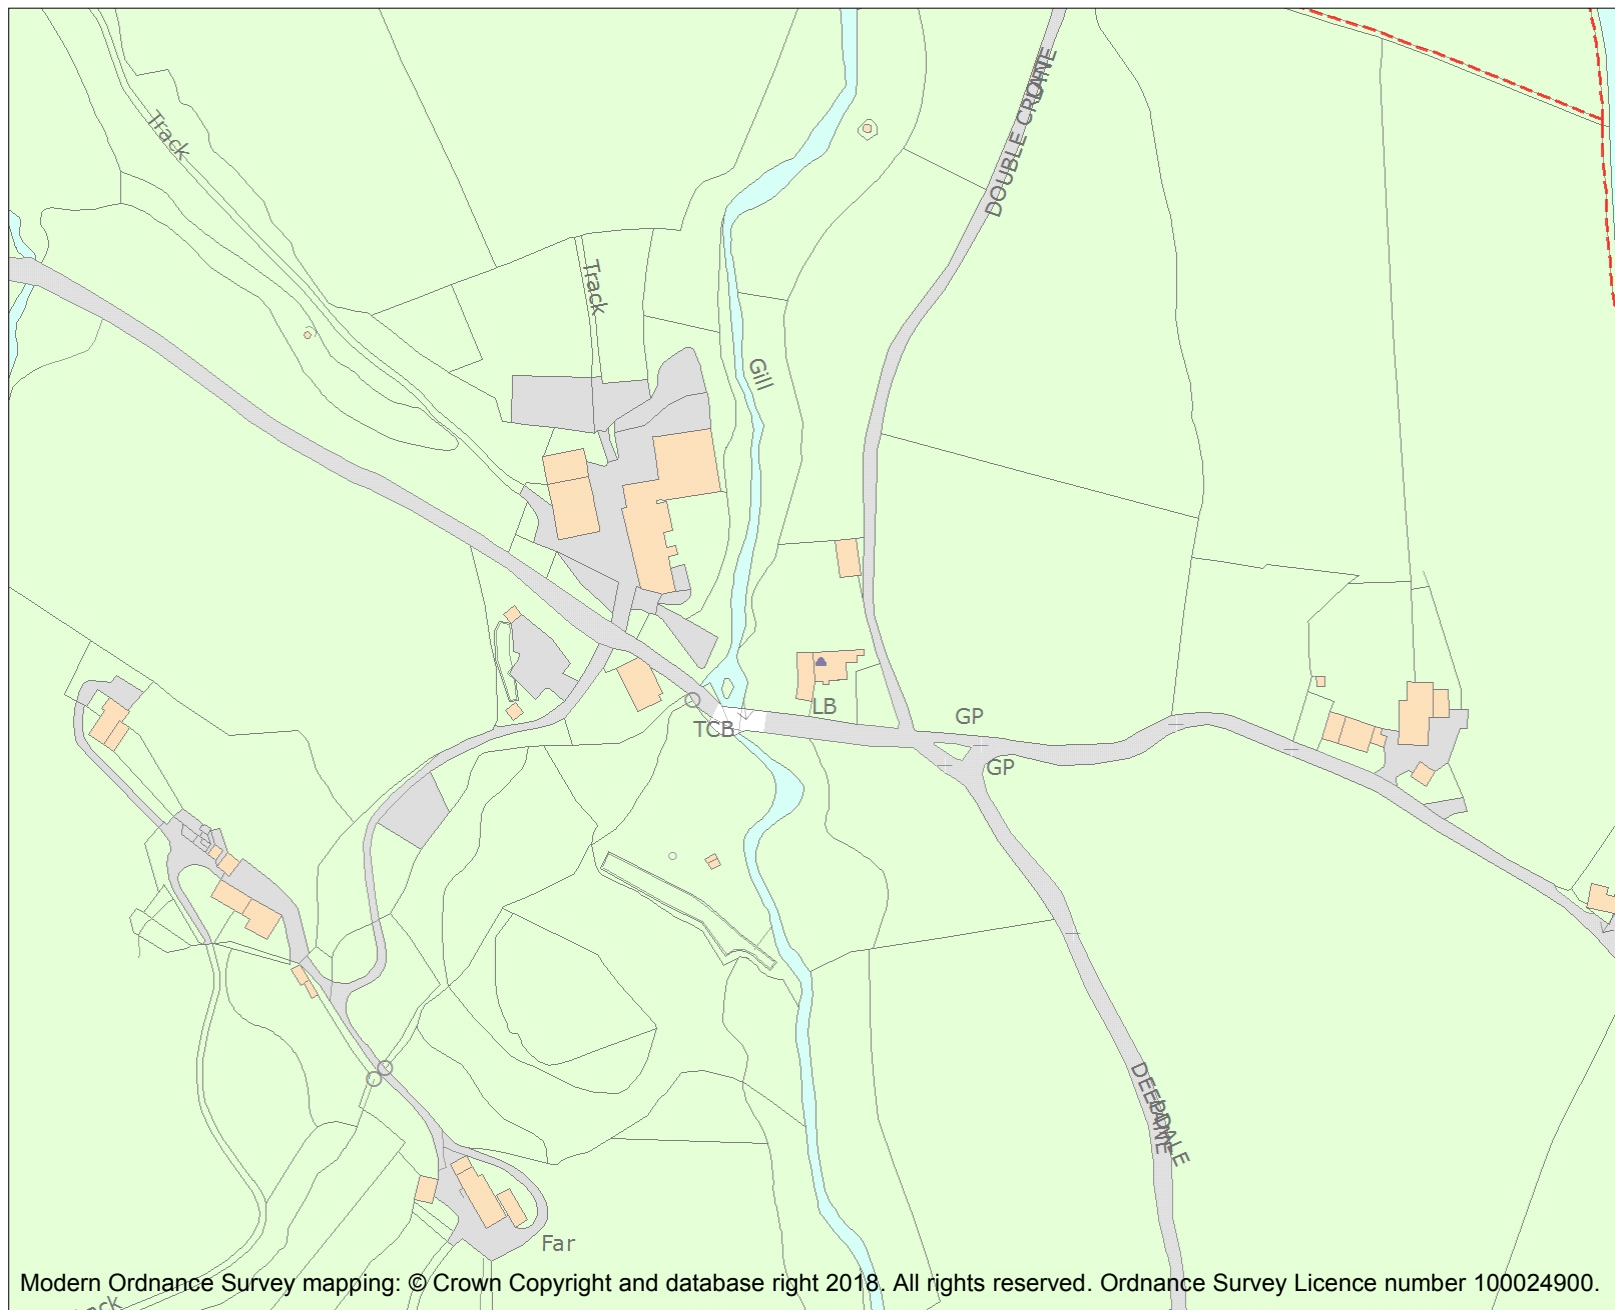 DOUBLE CROFT
LANE
Track
Track
Gill
LB
TCB
GP
GP
DEEPDALE
LANE
Far
Modern Ordnance Survey mapping: © Crown Copyright and database right 2018. All rights reserved. Ordnance Survey Licence number 100024900.